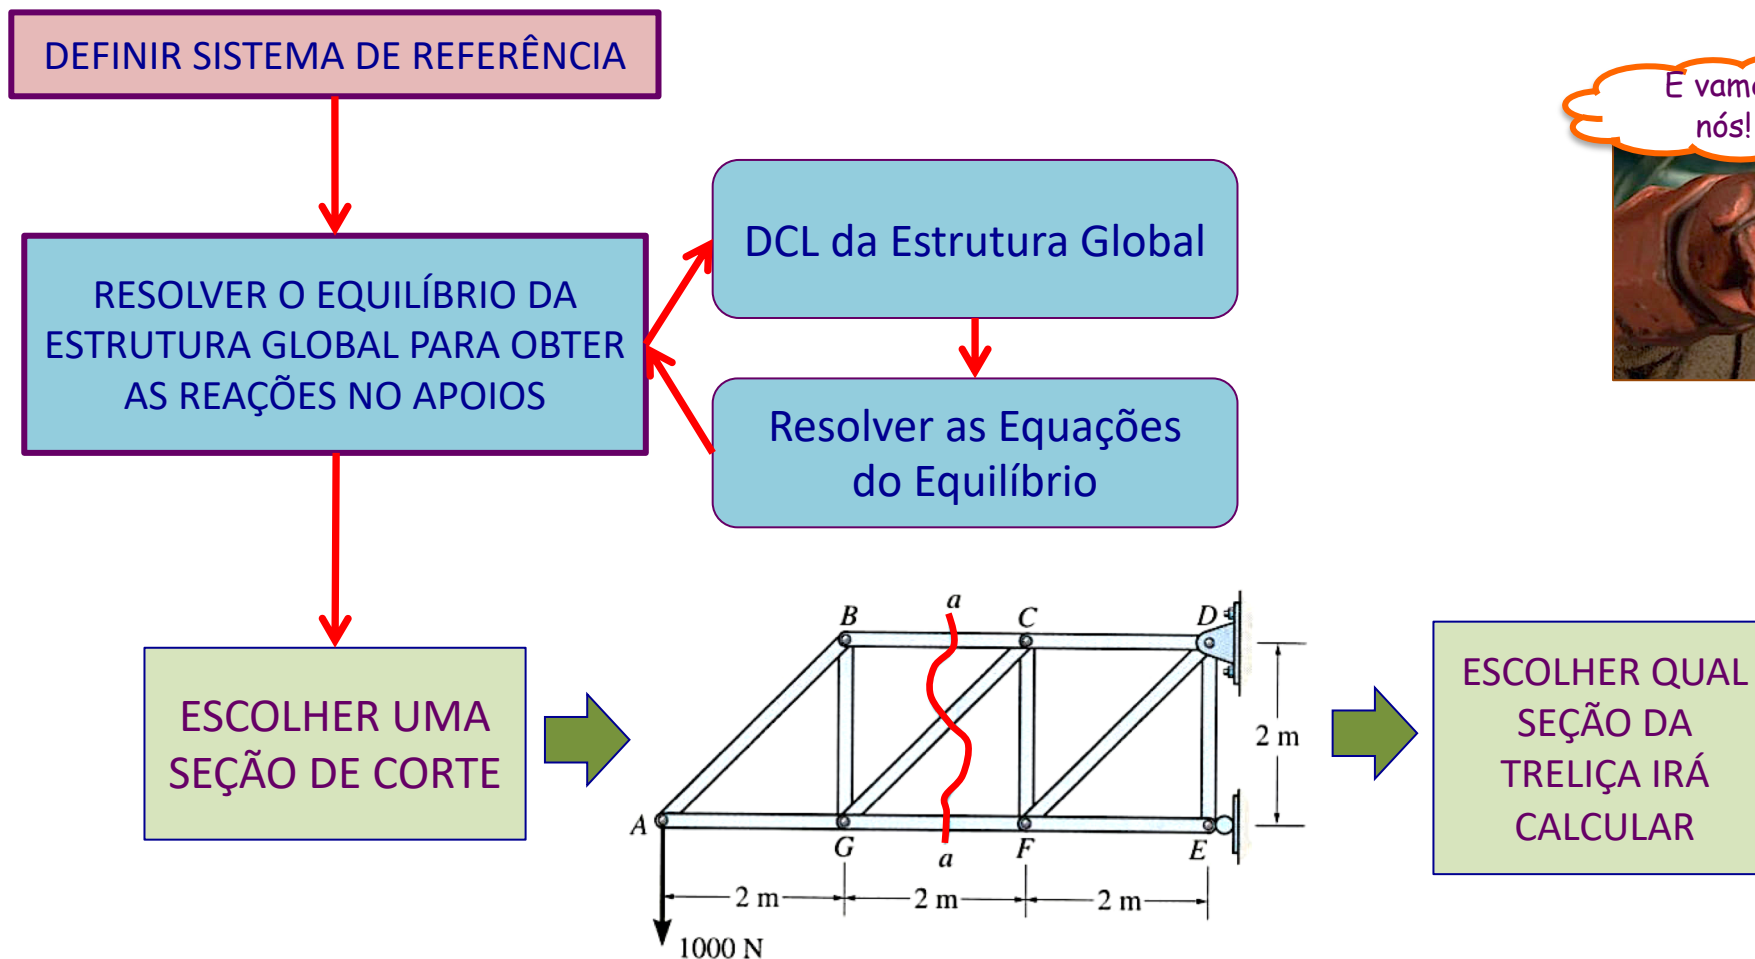 DEFINIR SISTEMA DE REFERÊNCIA
E vam
nós!
DCL da Estrutura Global
RESOLVER O EQUILÍBRIO DA
ESTRUTURA GLOBAL PARA OBTER
AS REAÇÕES NO APOIOS
Resolver as Equações
do Equilíbrio
ESCOLHER UMA
SEÇÃO DE CORTE
B
a
C
D
2 m
A
G
a
F
E
2 m
2 m
2 m
1000 N
ESCOLHER QUAL
SEÇÃO DA
TRELIÇA IRÁ
CALCULAR